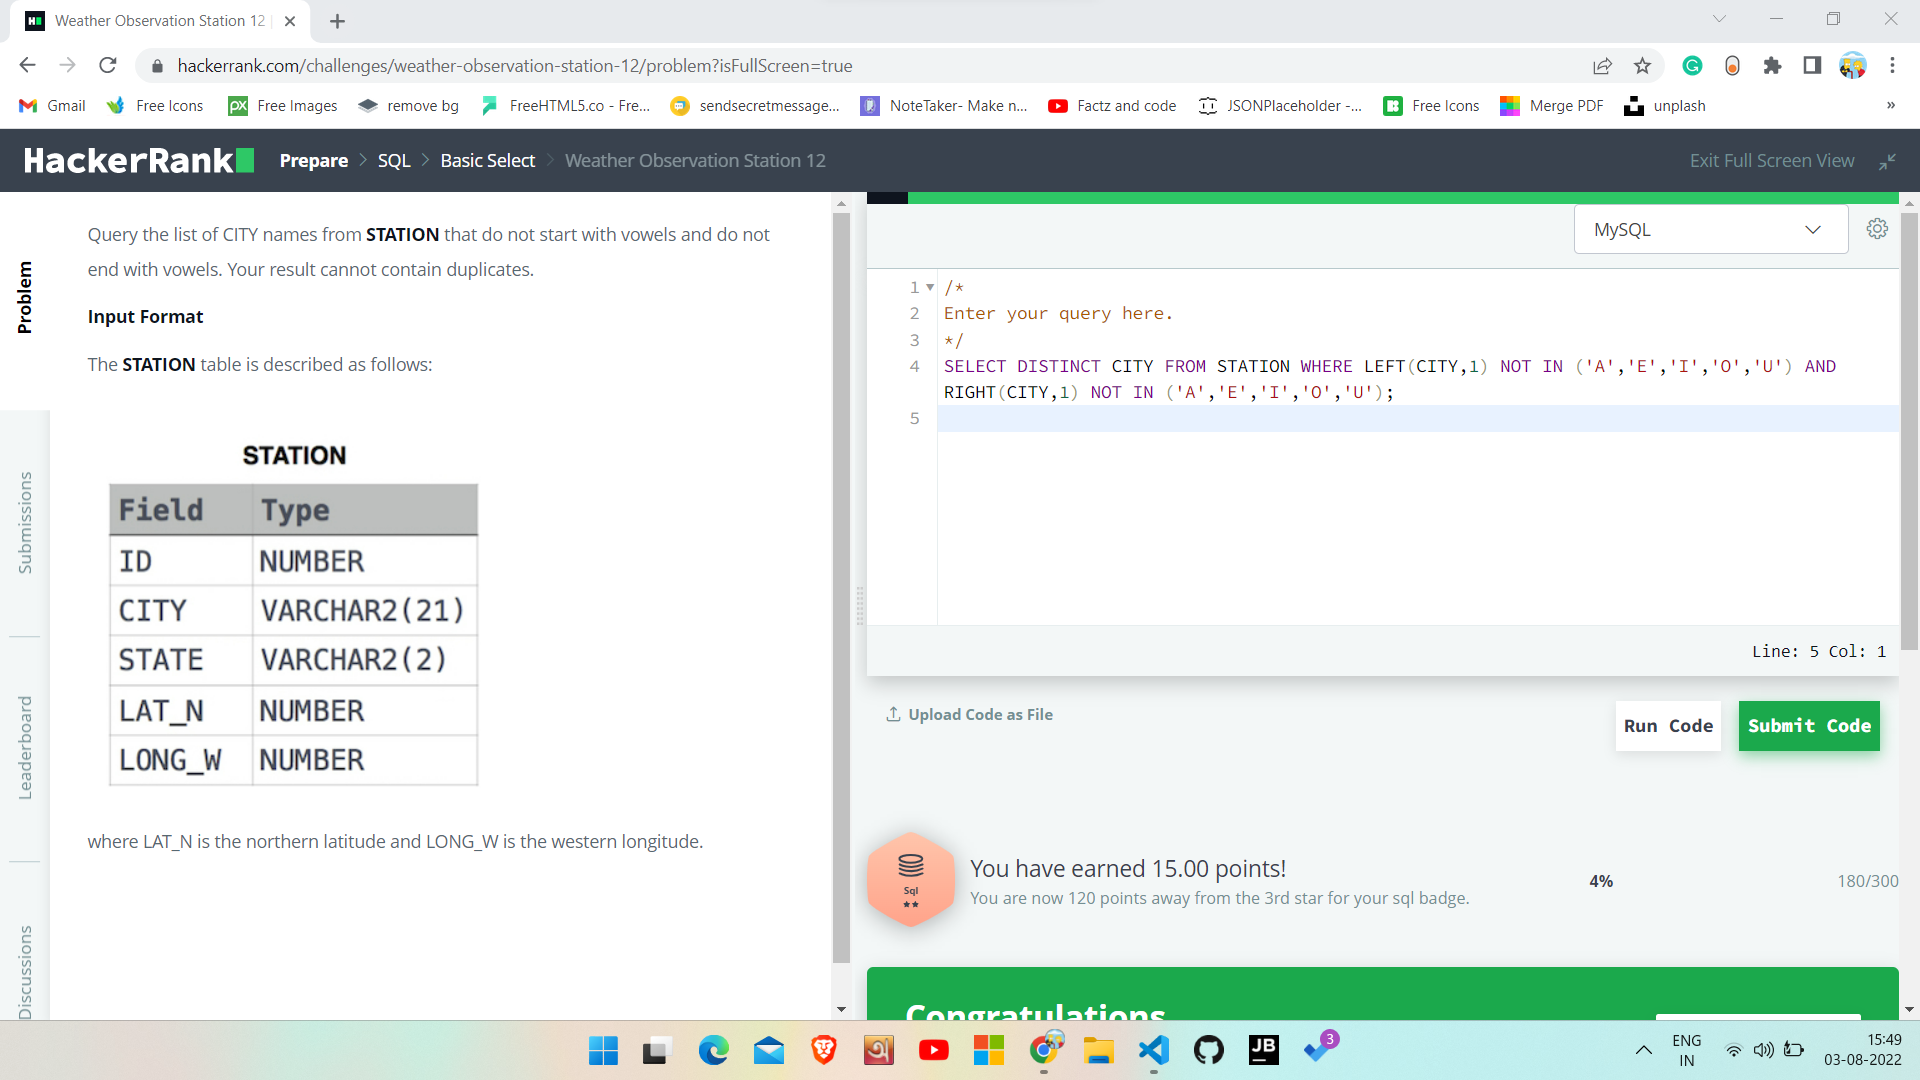 Weather Observation Station 12
hackerrank.com/challenges/weather-observation-station-12/problem?isFullScreen=true
Gmail
Free Icons
px
Free Images
remove bg
FreeHTML5.co - Fre...
sendsecretmessage...
NoteTaker- Make n...
Factz and code
JSONPlaceholder -...
Free Icons
Merge PDF
unplash
»
HackerRank
Prepare
SQL
Basic Select
Weather Observation Station 12
Exit Full Screen View
Problem
Submissions
Leaderboard
Discussions
Query the list of CITY names from STATION that do not start with vowels and do not
end with vowels. Your result cannot contain duplicates.
Input Format
The STATION table is described as follows:
STATION
Field Type
ID NUMBER
CITY VARCHAR2(21)
STATE VARCHAR2(2)
LAT_N NUMBER
LONG_W NUMBER
where LAT_N is the northern latitude and LONG_W is the western longitude.
MySQL
1 /*
2 Enter your query here.
3 */
4 SELECT DISTINCT CITY FROM STATION WHERE LEFT(CITY,1) NOT IN ('A','E','I','O','U') AND
RIGHT(CITY,1) NOT IN ('A','E','I','O','U');
5
Line: 5 Col: 1
Upload Code as File
Run Code
Submit Code
Sql
You have earned 15.00 points!
You are now 120 points away from the 3rd star for your sql badge.
4%
180/300
Congratulations
JB
3
ENG
IN
15:49
03-08-2022